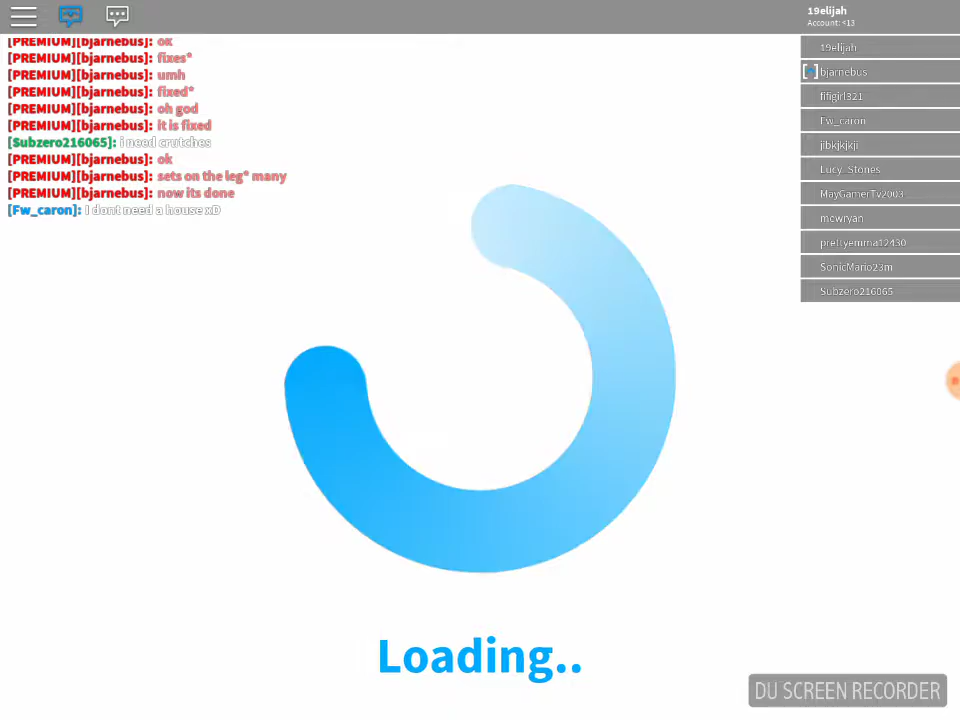 19elijah
Account: <13
[PREMIUM][bjarnebus]: ok
[PREMIUM][bjarnebus]: fixes*
[PREMIUM][bjarnebus]: umh
[PREMIUM][bjarnebus]: fixed*
[PREMIUM][bjarnebus]: oh god
[PREMIUM][bjarnebus]: it is fixed
[Subzero216065]: i need crutches
[PREMIUM][bjarnebus]: ok
[PREMIUM][bjarnebus]: sets on the leg* many
[PREMIUM][bjarnebus]: now its done
[Fw_caron]: I dont need a house xD
19elijah
bjarnebus
fifigirl321
Fw_caron
jibkjkjkji
Lucy_Stones
MayGamerTv2003
mcwryan
prettyemma12430
SonicMario23m
Subzero216065
Loading..
DU SCREEN RECORDER